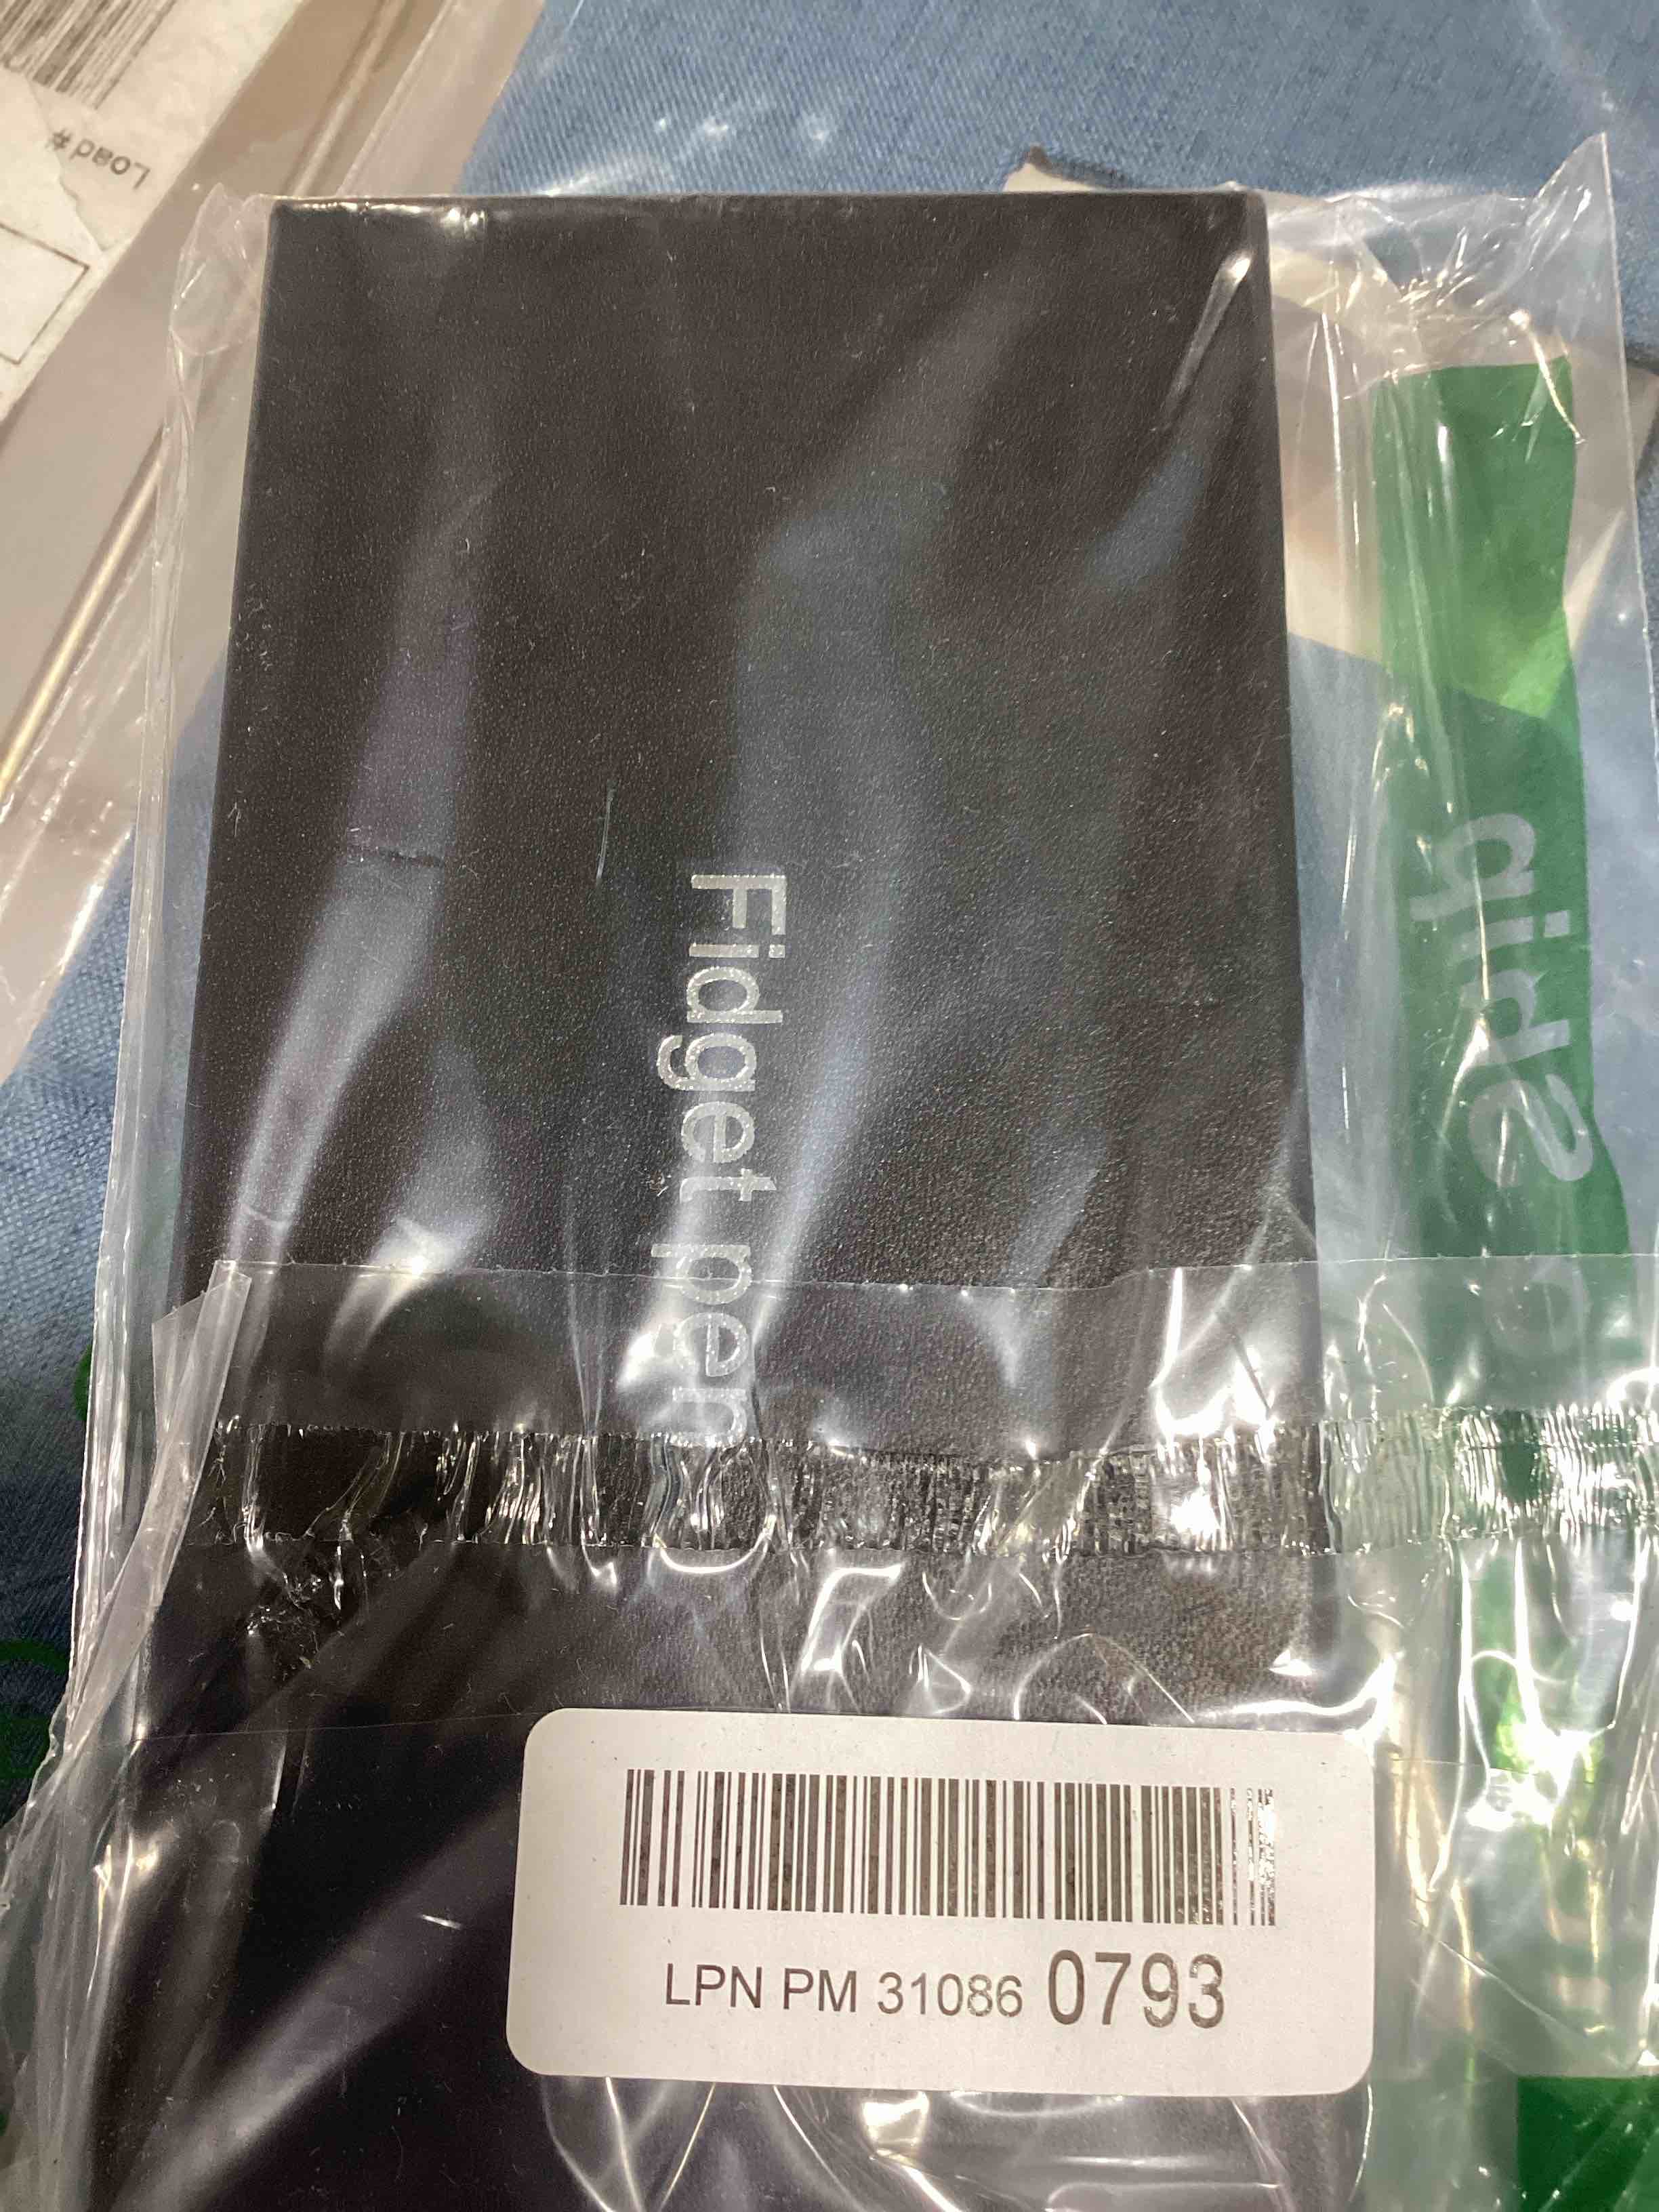 Load #
Fidget pen
LPN PM 31086 0793